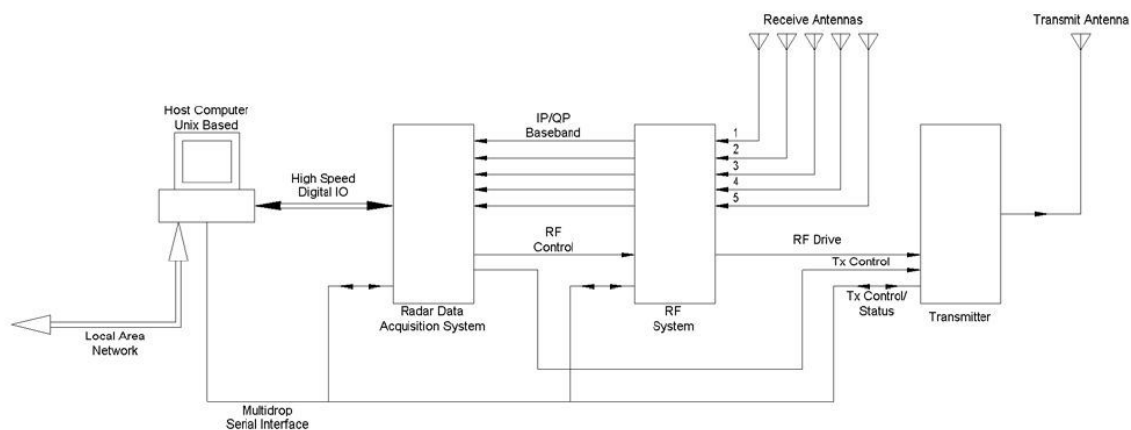 Receive Antennas
Transmit Antenna
Host Computer
Unix Based
IP/QP
Baseband
1
2
3
4
5
High Speed
Digital IO
RF
Control
RF Drive
Tx Control
Tx Control/
Status
Radar Data
Acquisition System
RF
System
Transmitter
Local Area
Network
Multidrop
Serial Interface